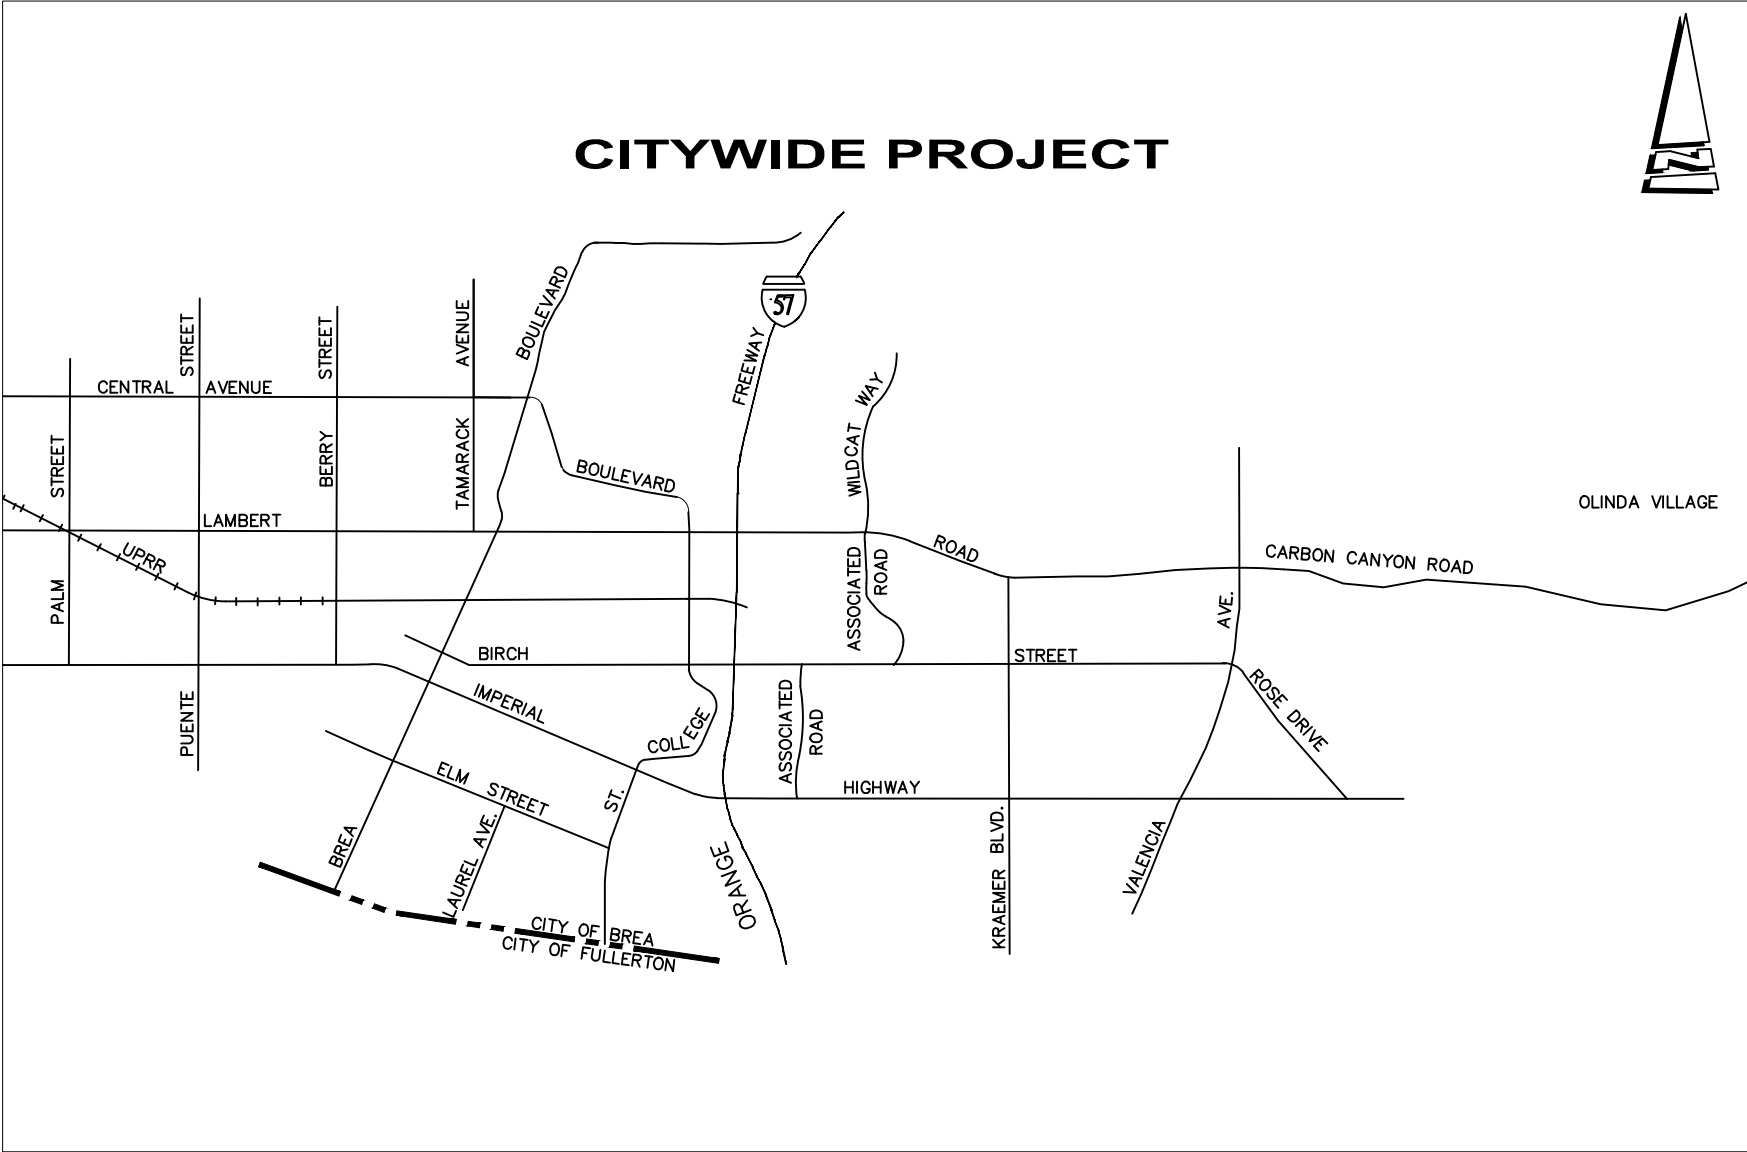 CITYWIDE PROJECT
N
57
BOULEVARD
FREEWAY
STREET
STREET
AVENUE
CENTRAL AVENUE
WILDCAT WAY
STREET
BERRY
TAMARACK
BOULEVARD
OLINDA VILLAGE
LAMBERT
ROAD
UPRR
ASSOCIATED
ROAD
CARBON CANYON ROAD
PALM
AVE.
BIRCH
STREET
PUENTE
IMPERIAL
COLLEGE
ASSOCIATED
ROAD
ROSE DRIVE
ELM STREET
ST.
HIGHWAY
BREA
LAUREL AVE.
ORANGE
KRAEMER BLVD.
VALENCIA
CITY OF BREA
CITY OF FULLERTON